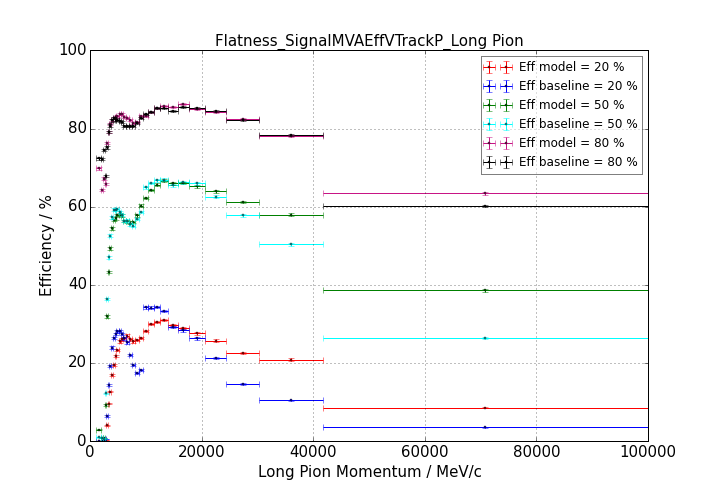 Flatness_SignalMVAEffVTrackP_Long Pion
100
80
60
40
20
0
Efficiency / %
Eff model = 20 %
Eff baseline = 20 %
Eff model = 50 %
Eff baseline = 50 %
Eff model = 80 %
Eff baseline = 80 %
0 20000 40000 60000 80000 100000
Long Pion Momentum / MeV/c